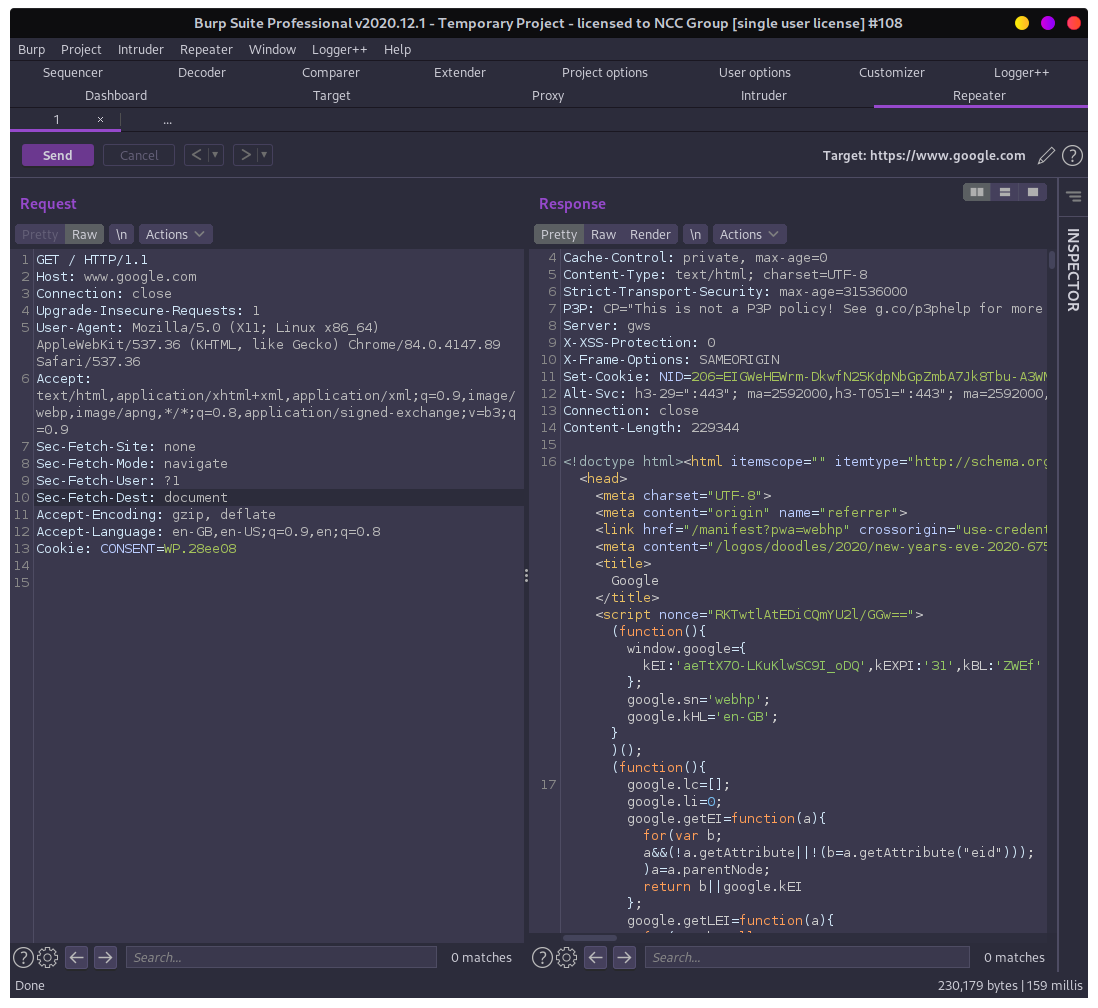 Burp Suite Professional v2020.12.1 - Temporary Project - licensed to NCC Group [single user license] #108
Burp Project Intruder Repeater Window Logger++ Help
Sequencer Decoder Comparer Extender Project options User options Customizer Logger++
Dashboard Target Proxy Intruder Repeater
1 × ...
Send Cancel < > Target: https://www.google.com ?
Request
Pretty Raw \n Actions
1 GET / HTTP/1.1
2 Host: www.google.com
3 Connection: close
4 Upgrade-Insecure-Requests: 1
5 User-Agent: Mozilla/5.0 (X11; Linux x86_64)
AppleWebKit/537.36 (KHTML, like Gecko) Chrome/84.0.4147.89
Safari/537.36
6 Accept:
text/html,application/xhtml+xml,application/xml;q=0.9,image/
webp,image/apng,*/*;q=0.8,application/signed-exchange;v=b3;q
=0.9
7 Sec-Fetch-Site: none
8 Sec-Fetch-Mode: navigate
9 Sec-Fetch-User: ?1
10 Sec-Fetch-Dest: document
11 Accept-Encoding: gzip, deflate
12 Accept-Language: en-GB,en-US;q=0.9,en;q=0.8
13 Cookie: CONSENT=WP.28ee08
14
15
? Search... 0 matches
Response
Pretty Raw Render \n Actions
4 Cache-Control: private, max-age=0
5 Content-Type: text/html; charset=UTF-8
6 Strict-Transport-Security: max-age=31536000
7 P3P: CP="This is not a P3P policy! See g.co/p3phelp for more
8 Server: gws
9 X-XSS-Protection: 0
10 X-Frame-Options: SAMEORIGIN
11 Set-Cookie: NID=206=EIGWeHEWrm-DkwfN25KdpNbGpZmbA7Jk8Tbu-A3WM
12 Alt-Svc: h3-29=":443"; ma=2592000,h3-T051=":443"; ma=2592000,
13 Connection: close
14 Content-Length: 229344
15
16 <!doctype html><html itemscope="" itemtype="http://schema.org
<head>
<meta charset="UTF-8">
<meta content="origin" name="referrer">
<link href="/manifest?pwa=webhp" crossorigin="use-credent
<meta content="/logos/doodles/2020/new-years-eve-2020-675
<title>
Google
</title>
<script nonce="RKTwtlAtEDiCQmYU2l/GGw==">
(function(){
window.google={
kEI:'aeTtX7O-LKuKlwSC9I_oDQ',kEXPI:'31',kBL:'ZWEf'
};
google.sn='webhp';
google.kHL='en-GB';
}
)();
(function(){
17 google.lc=[];
google.li=0;
google.getEI=function(a){
for(var b;
a&&(!a.getAttribute||!(b=a.getAttribute("eid")));
)a=a.parentNode;
return b||google.kEI
};
google.getLEI=function(a){
? Search... 0 matches
INSPECTOR
Done 230,179 bytes | 159 millis